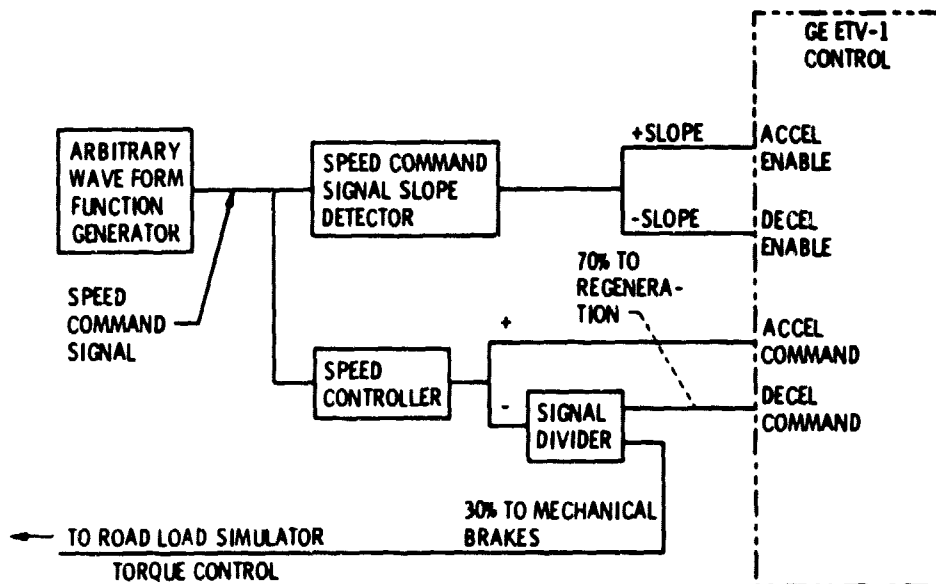 GE ETV-1
CONTROL
ARBITRARY
WAVE FORM
FUNCTION
GENERATOR
SPEED COMMAND
SIGNAL SLOPE
DETECTOR
+SLOPE
ACCEL
ENABLE
-SLOPE
DECEL
ENABLE
SPEED
COMMAND
SIGNAL
70% TO
REGENERA-
TION
+
ACCEL
COMMAND
SPEED
CONTROLLER
-
SIGNAL
DIVIDER
DECEL
COMMAND
30% TO MECHANICAL
BRAKES
TO ROAD LOAD SIMULATOR
TORQUE CONTROL